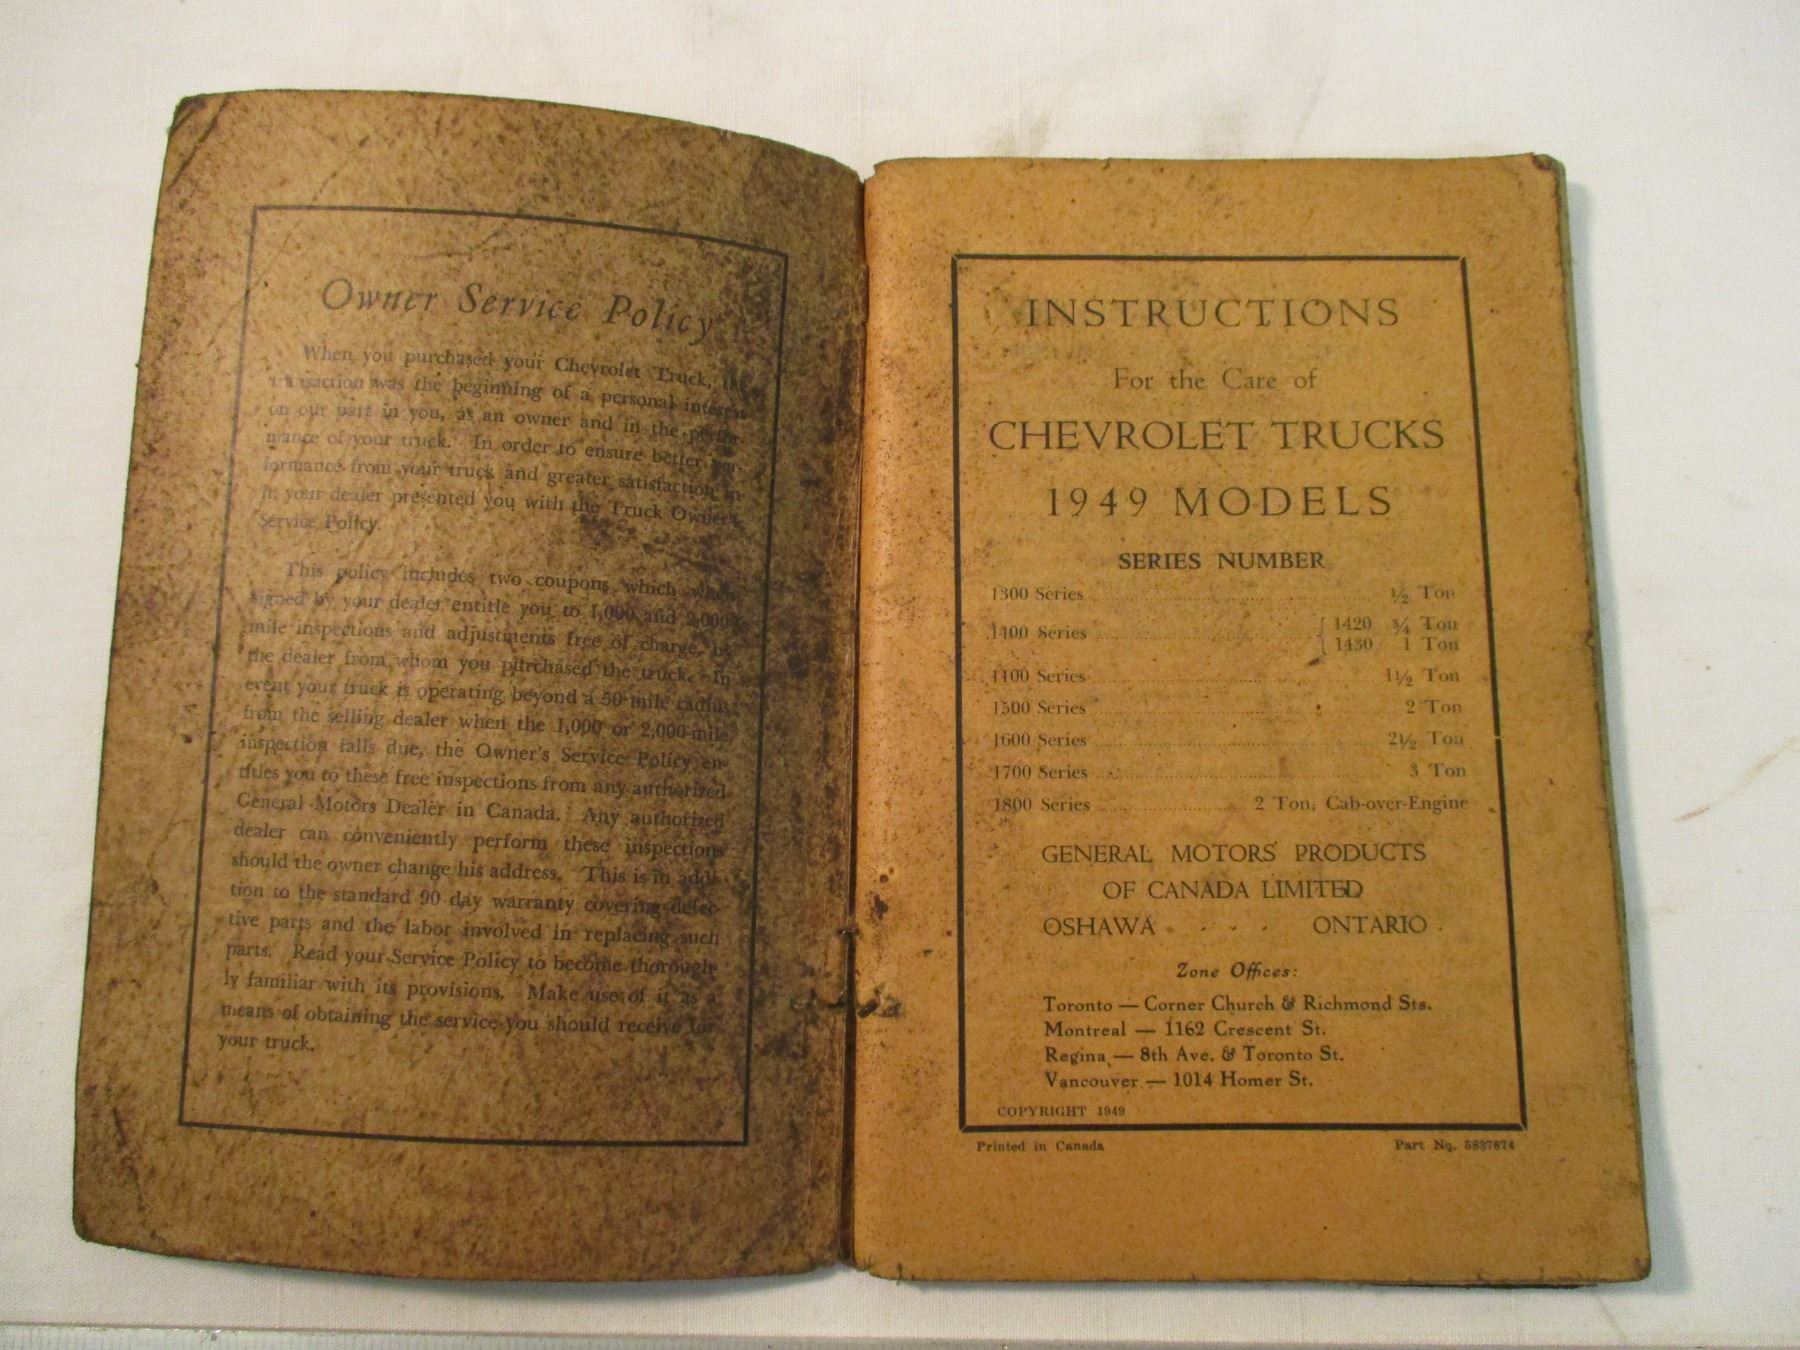 Owner Service Policy
When you purchased your Chevrolet Truck, the
transaction was the beginning of a personal interest
on our part in you, as an owner and in the perfor-
mance of your truck. In order to ensure better per-
formance from your truck and greater satisfaction in
it, your dealer presented you with the Truck Owner's
Service Policy.
This policy includes two coupons which when
signed by your dealer entitle you to 1,000 and 2,000
mile inspections and adjustments free of charge, by
the dealer from whom you purchased the truck. In
event your truck is operating beyond a 50-mile radius
from the selling dealer when the 1,000 or 2,000-mile
inspection falls due, the Owner's Service Policy en-
titles you to these free inspections from any authorized
General Motors Dealer in Canada. Any authorized
dealer can conveniently perform these inspections
should the owner change his address. This is in addi-
tion to the standard 90 day warranty covering defec-
tive parts and the labor involved in replacing such
parts. Read your Service Policy to become thorough-
ly familiar with its provisions. Make use of it as a
means of obtaining the service you should receive for
your truck.
INSTRUCTIONS
For the Care of
CHEVROLET TRUCKS
1949 MODELS
SERIES NUMBER
1300 Series 1/2 Ton
1400 Series { 1420 3/4 Ton
{ 1430 1 Ton
Series 1 1/2 Ton
1500 Series 2 Ton
1600 Series 2 1/2 Ton
1700 Series 3 Ton
1800 Series 2 Ton, Cab-over-Engine
GENERAL MOTORS PRODUCTS
OF CANADA LIMITED
OSHAWA - - - - ONTARIO
Zone Offices:
Toronto — Corner Church & Richmond Sts.
Montreal — 1162 Crescent St.
Regina — 8th Ave. & Toronto St.
Vancouver — 1014 Homer St.
COPYRIGHT 1949
Printed in Canada Part No. 5837874